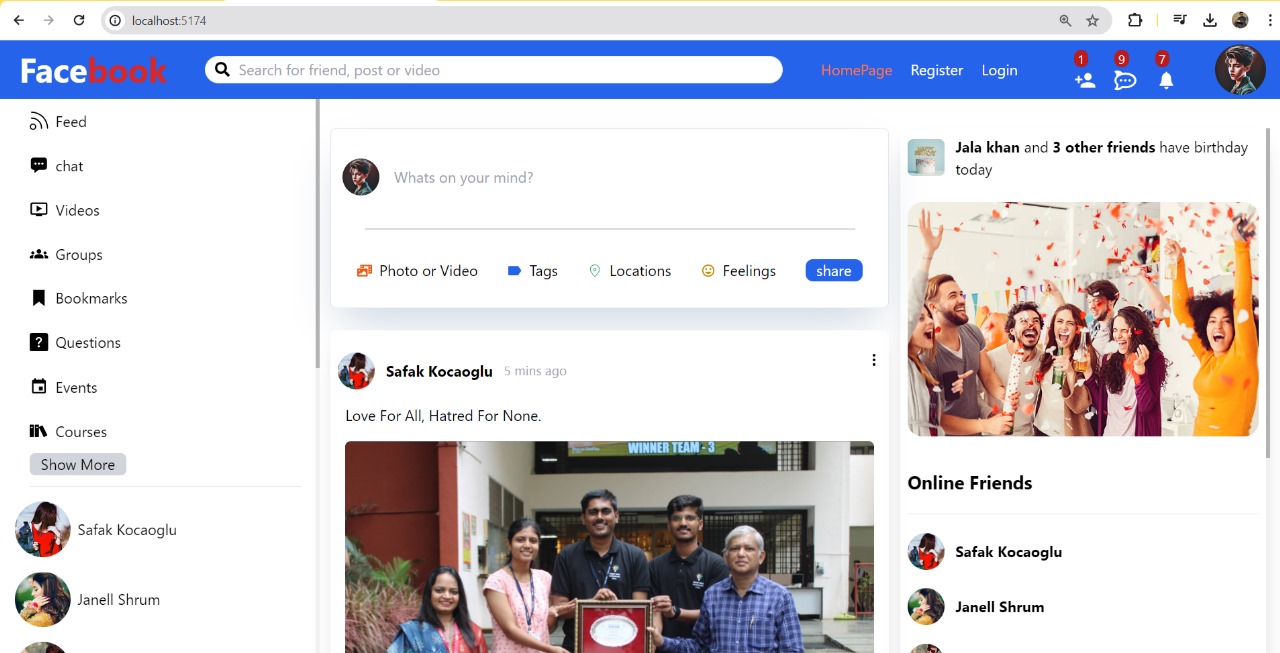 localhost:5174
Facebook
Search for friend, post or video
HomePage
Register
Login
1
9
7
Feed
chat
Videos
Groups
Bookmarks
Questions
Events
Courses
Show More
Safak Kocaoglu
Janell Shrum
Whats on your mind?
Photo or Video
Tags
Locations
Feelings
share
Safak Kocaoglu 5 mins ago
Love For All, Hatred For None.
WINNER TEAM - 3
Jala khan and 3 other friends have birthday
today
Online Friends
Safak Kocaoglu
Janell Shrum